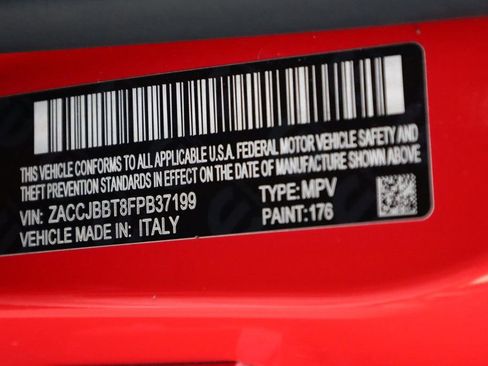 THIS VEHICLE CONFORMS TO ALL APPLICABLE U.S.A. FEDERAL MOTOR VEHICLE SAFETY AND
THEFT PREVENTION STANDARDS IN EFFECT ON THE DATE OF MANUFACTURE SHOWN ABOVE
VIN: ZACCJBBT8FPB37199 TYPE: MPV
VEHICLE MADE IN: ITALY PAINT: 176